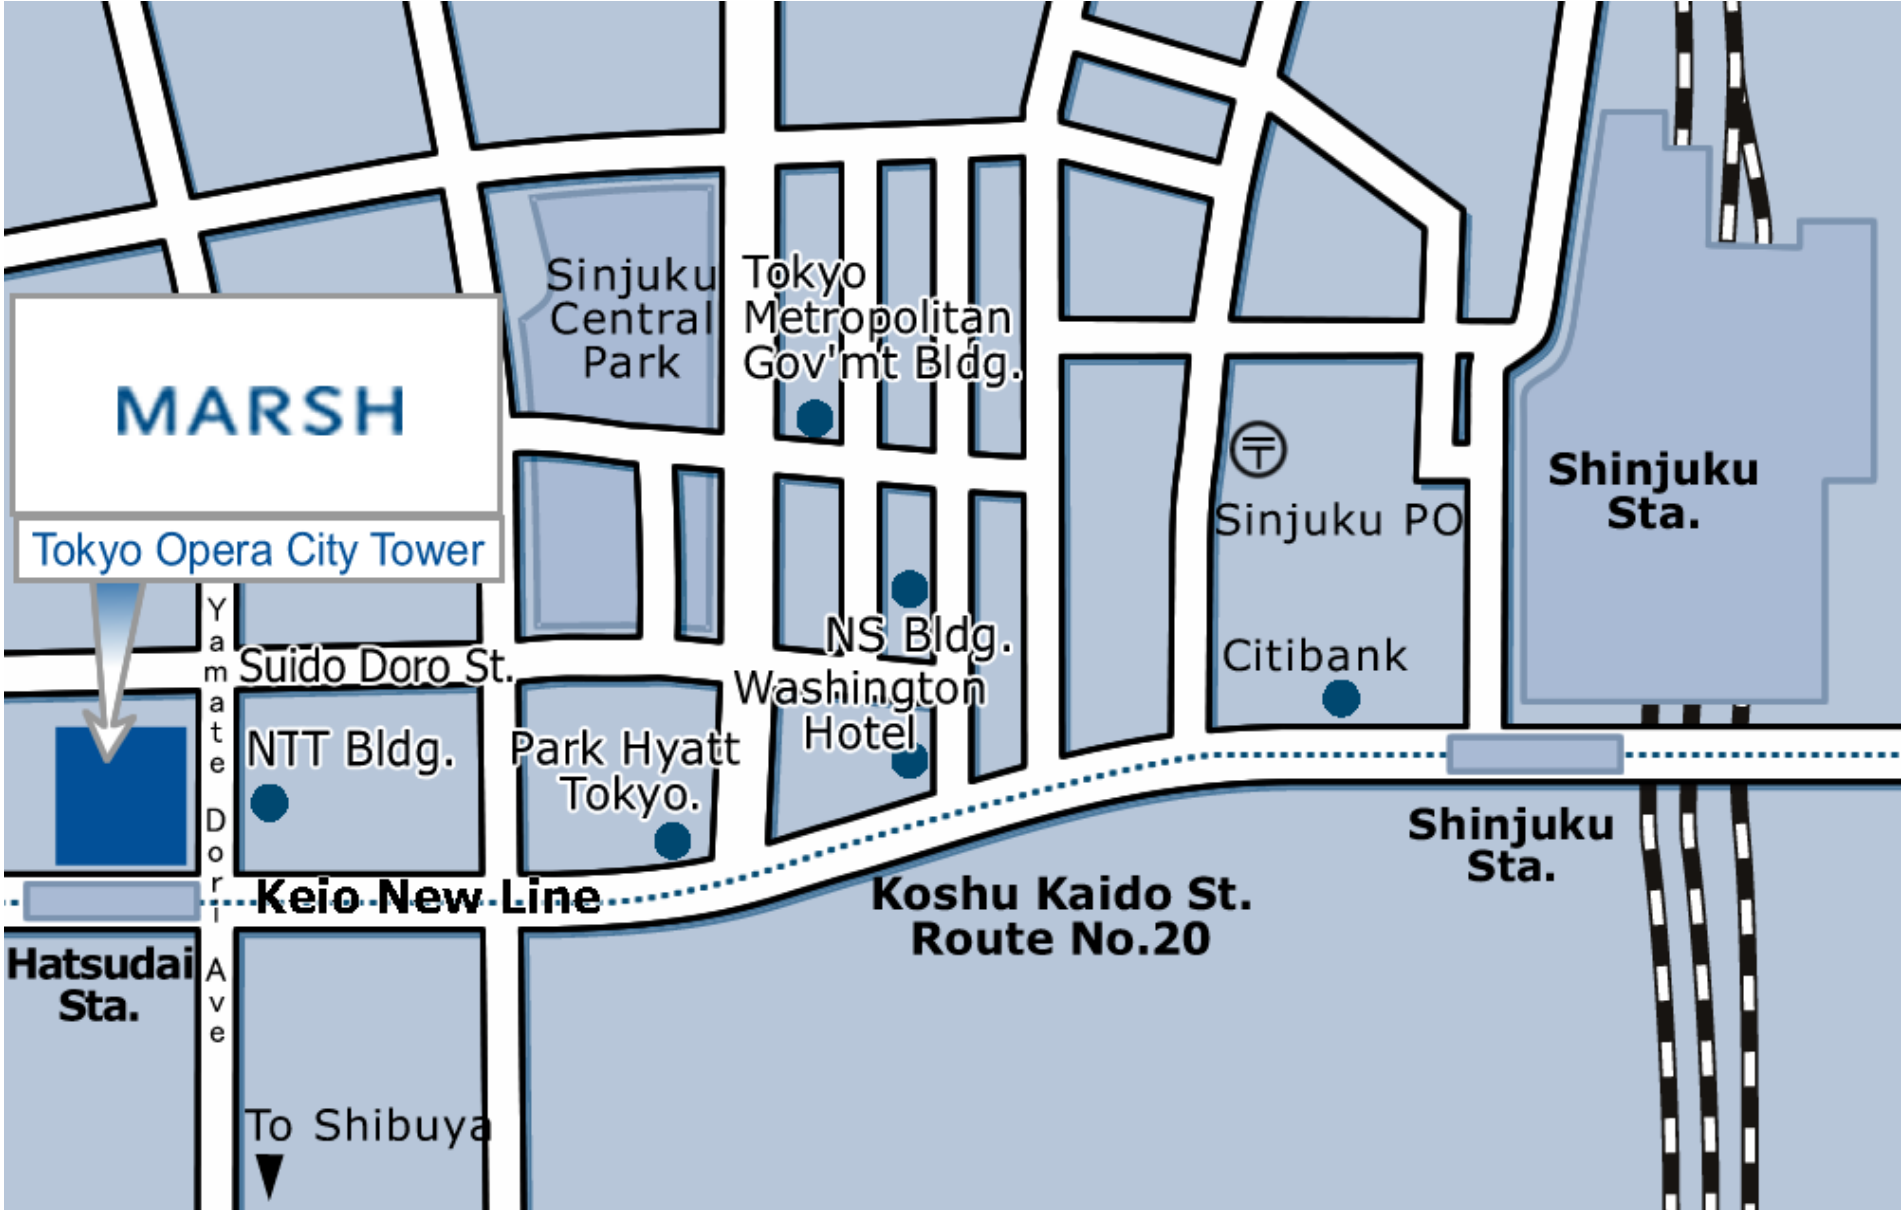 Sinjuku
Central
Park
Tokyo
Metropolitan
Gov'mt Bldg.
MARSH
Tokyo Opera City Tower
〒
Sinjuku PO
Shinjuku
Sta.
Yamate Dori Ave
Suido Doro St.
NS Bldg.
Washington
Hotel
Citibank
NTT Bldg.
Park Hyatt
Tokyo.
Shinjuku
Sta.
Keio New Line
Koshu Kaido St.
Route No.20
Hatsudai
Sta.
To Shibuya